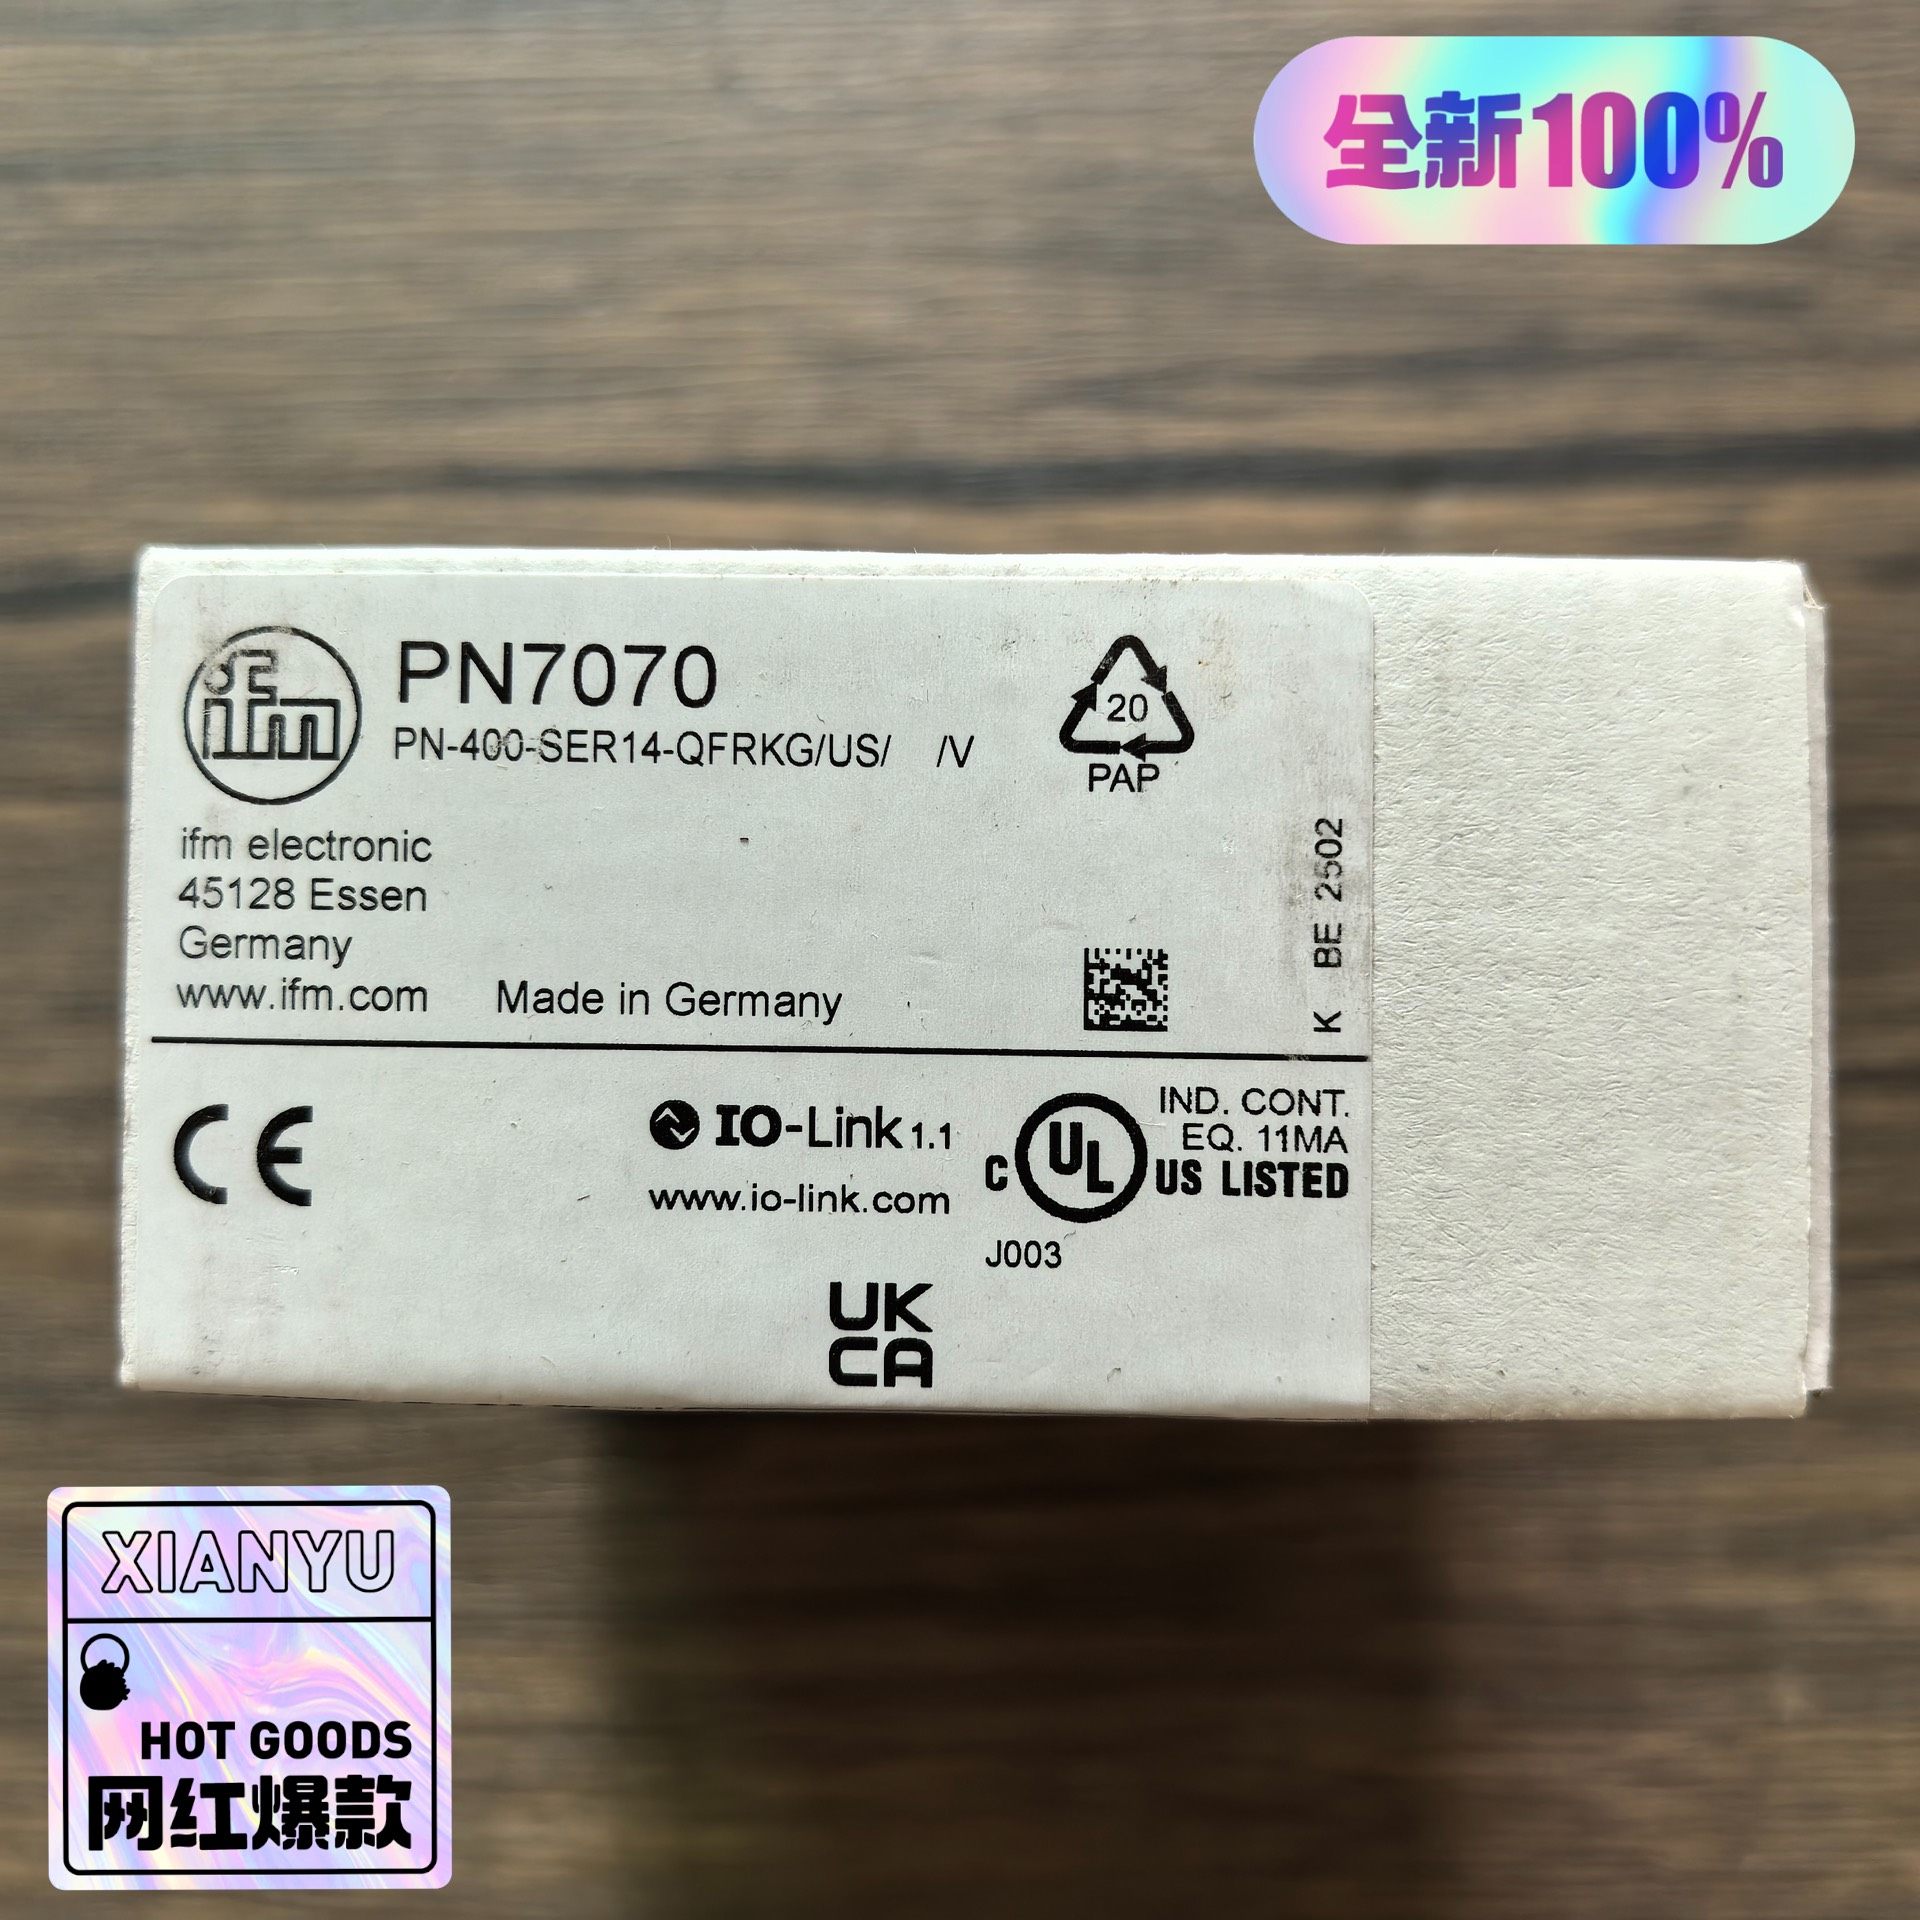 全新100%
ifm
PN7070
PN-400-SER14-QFRKG/US/ /V
20
PAP
ifm electronic
45128 Essen
Germany
www.ifm.com
Made in Germany
K BE 2502
CE
IO-Link 1.1
www.io-link.com
C UL US LISTED
IND. CONT.
EQ. 11MA
J003
UK
CA
XIANYU
HOT GOODS
网红爆款